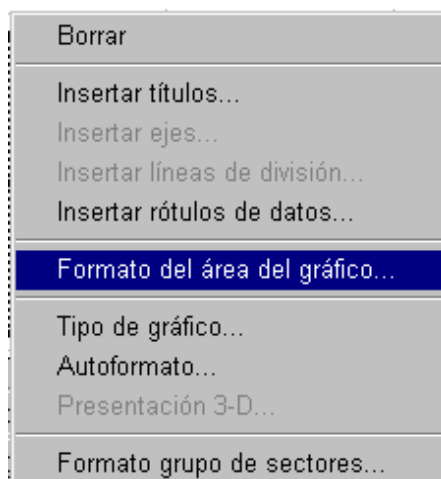 Borrar
Insertar títulos...
Insertar ejes...
Insertar líneas de división...
Insertar rótulos de datos...
Formato del área del gráfico...
Tipo de gráfico...
Autoformato...
Presentación 3-D...
Formato grupo de sectores...